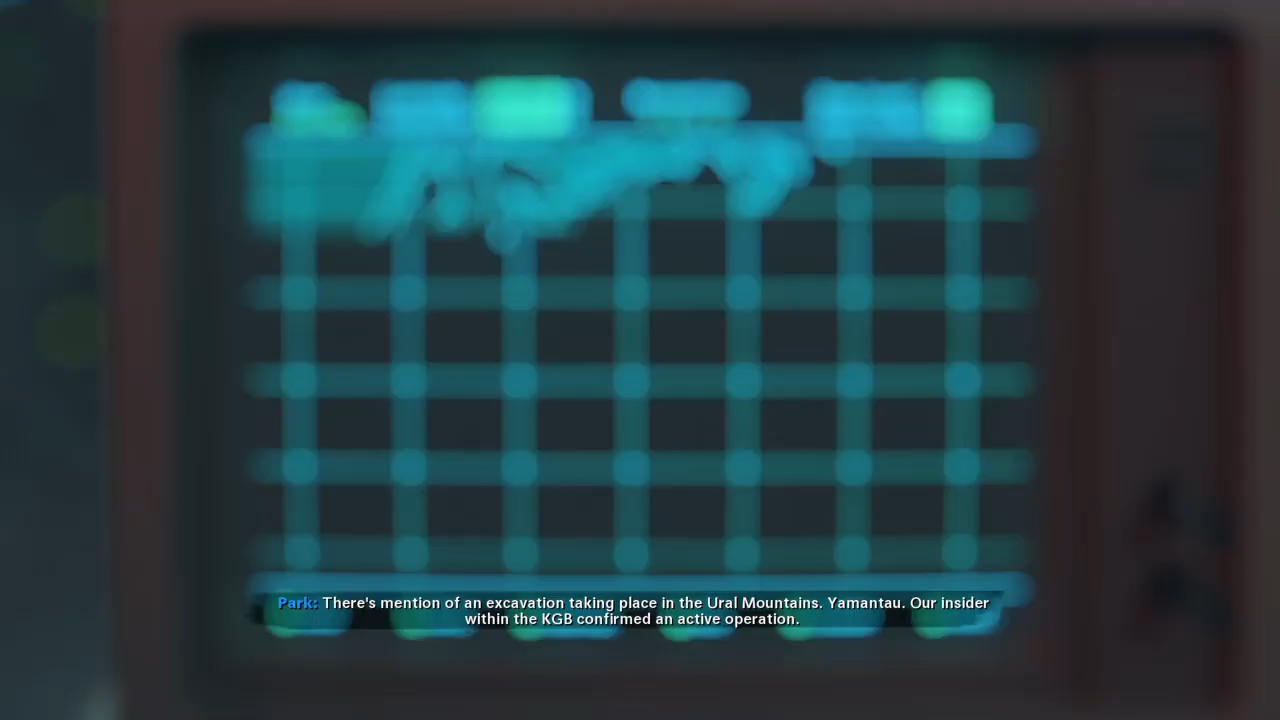 Park: There's mention of an excavation taking place in the Ural Mountains. Yamantau. Our insider
within the KGB confirmed an active operation.